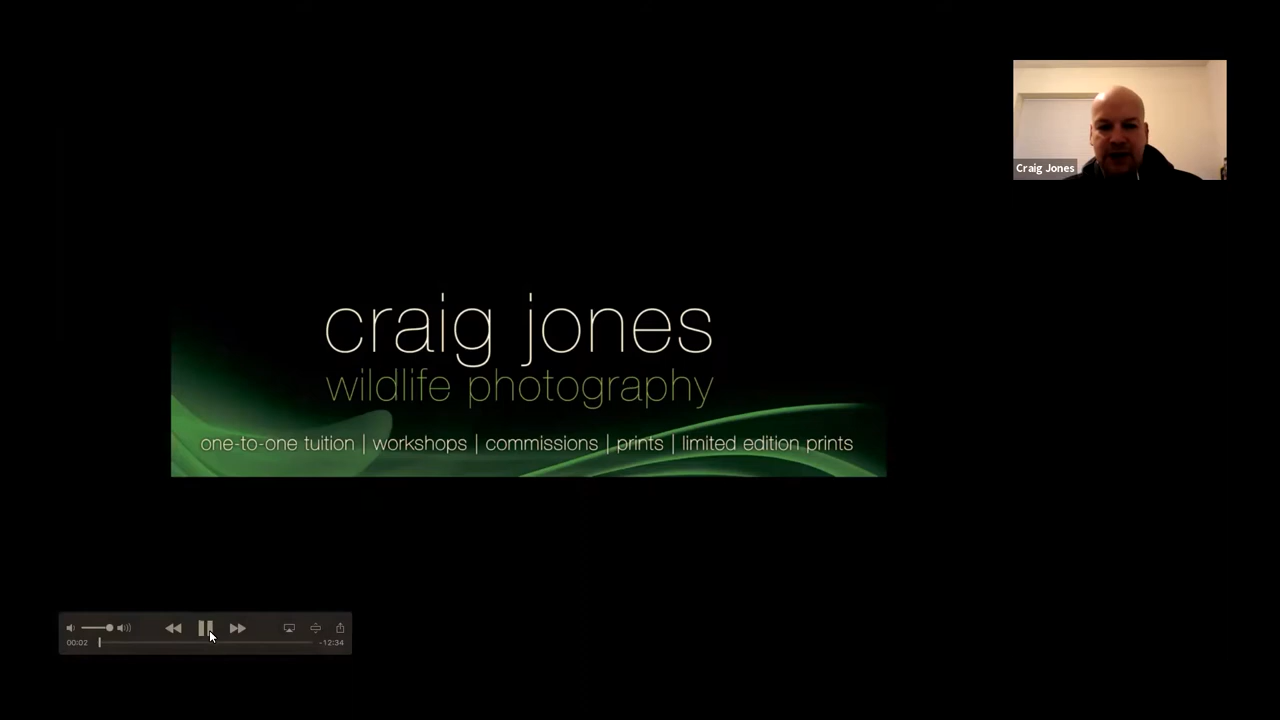 Craig Jones
craig jones
wildlife photography
one-to-one tuition | workshops | commissions | prints | limited edition prints
00:02
-12:34